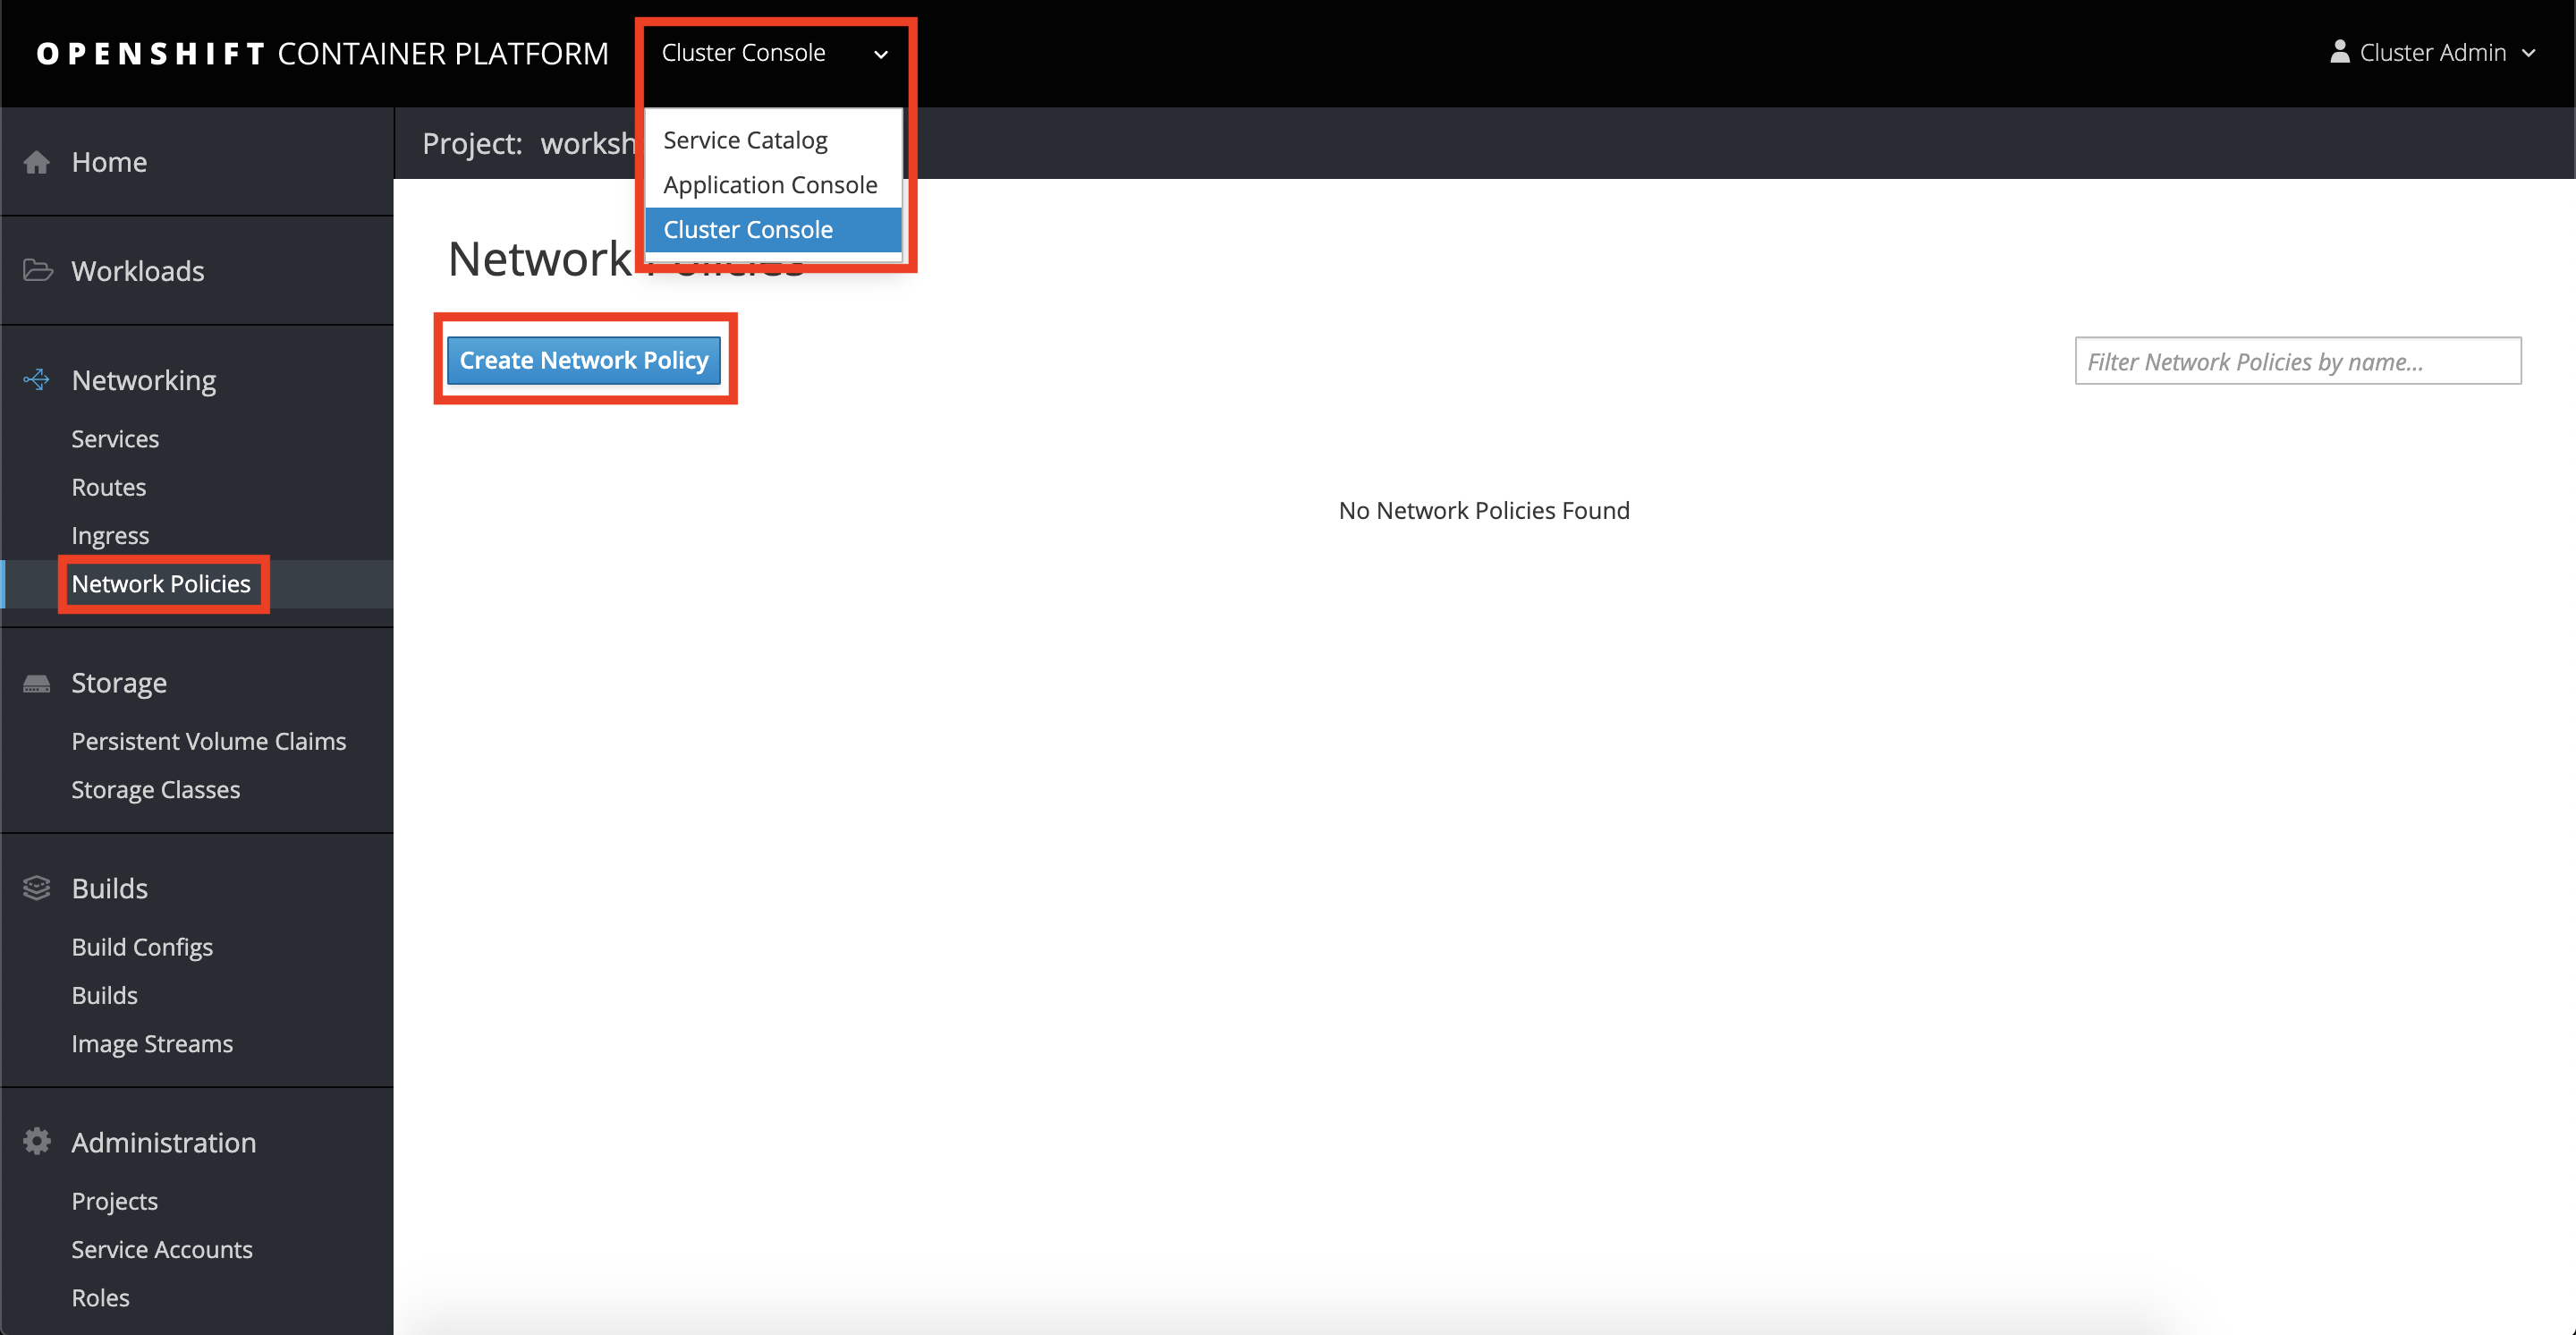 OPENSHIFT CONTAINER PLATFORM
Cluster Console
Cluster Admin
Service Catalog
Application Console
Cluster Console
Project:
Home
Workloads
Networking
Services
Routes
Ingress
Network Policies
Storage
Persistent Volume Claims
Storage Classes
Builds
Build Configs
Builds
Image Streams
Administration
Projects
Service Accounts
Roles
Network
Create Network Policy
Filter Network Policies by name...
No Network Policies Found